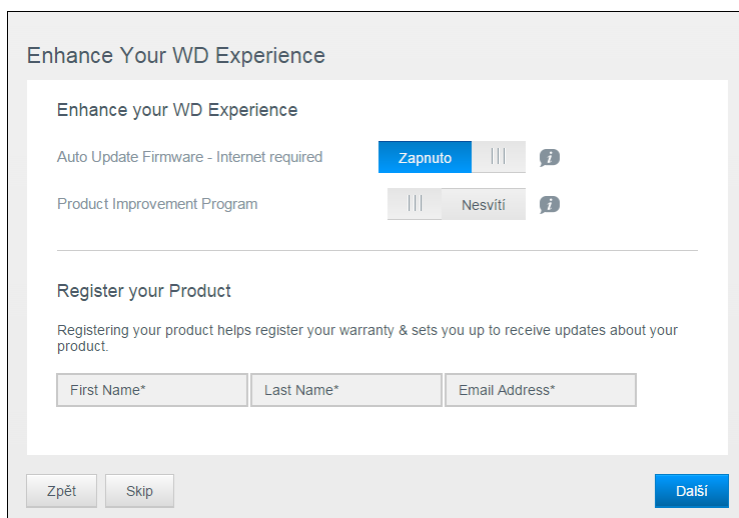 Enhance Your WD Experience
Enhance your WD Experience
Auto Update Firmware - Internet required
Zapnuto
Product Improvement Program
Nesvítí
Register your Product
Registering your product helps register your warranty & sets you up to receive updates about your
product.
First Name* Last Name* Email Address*
Zpět Skip Další